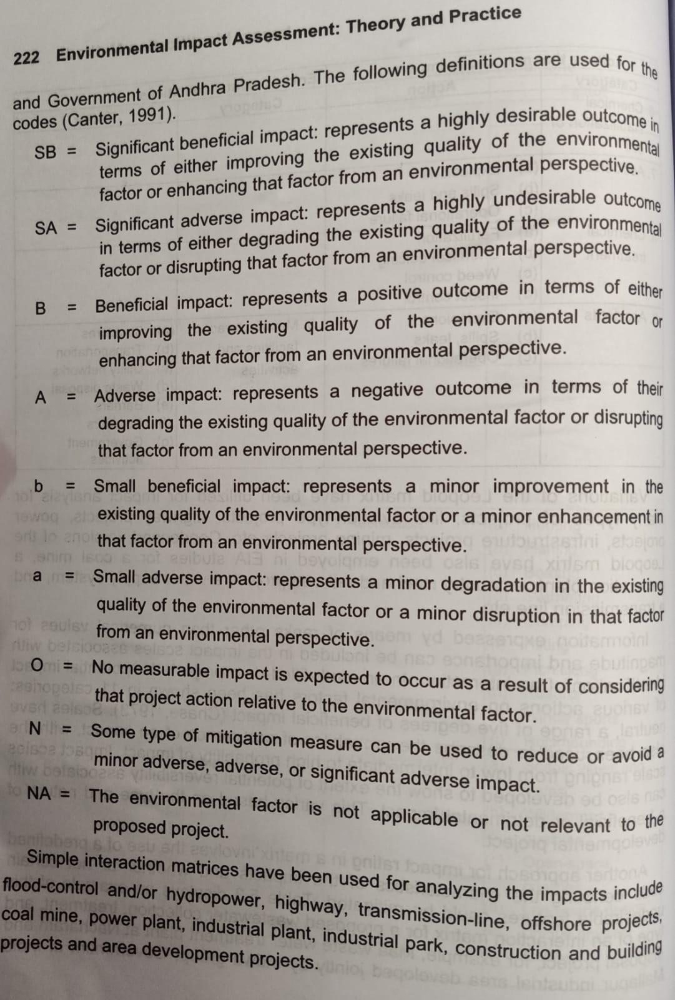 222 Environmental Impact Assessment: Theory and Practice
and Government of Andhra Pradesh. The following definitions are used for the
codes (Canter, 1991).
SB = Significant beneficial impact: represents a highly desirable outcome in
terms of either improving the existing quality of the environmental
factor or enhancing that factor from an environmental perspective.
SA = Significant adverse impact: represents a highly undesirable outcome
in terms of either degrading the existing quality of the environmental
factor or disrupting that factor from an environmental perspective.
B = Beneficial impact: represents a positive outcome in terms of either
improving the existing quality of the environmental factor or
enhancing that factor from an environmental perspective.
A = Adverse impact: represents a negative outcome in terms of their
degrading the existing quality of the environmental factor or disrupting
that factor from an environmental perspective.
b = Small beneficial impact: represents a minor improvement in the
existing quality of the environmental factor or a minor enhancement in
that factor from an environmental perspective.
a = Small adverse impact: represents a minor degradation in the existing
quality of the environmental factor or a minor disruption in that factor
from an environmental perspective.
O = No measurable impact is expected to occur as a result of considering
that project action relative to the environmental factor.
N = Some type of mitigation measure can be used to reduce or avoid a
minor adverse, adverse, or significant adverse impact.
NA = The environmental factor is not applicable or not relevant to the
proposed project.
Simple interaction matrices have been used for analyzing the impacts include
flood-control and/or hydropower, highway, transmission-line, offshore projects,
coal mine, power plant, industrial plant, industrial park, construction and building
projects and area development projects.